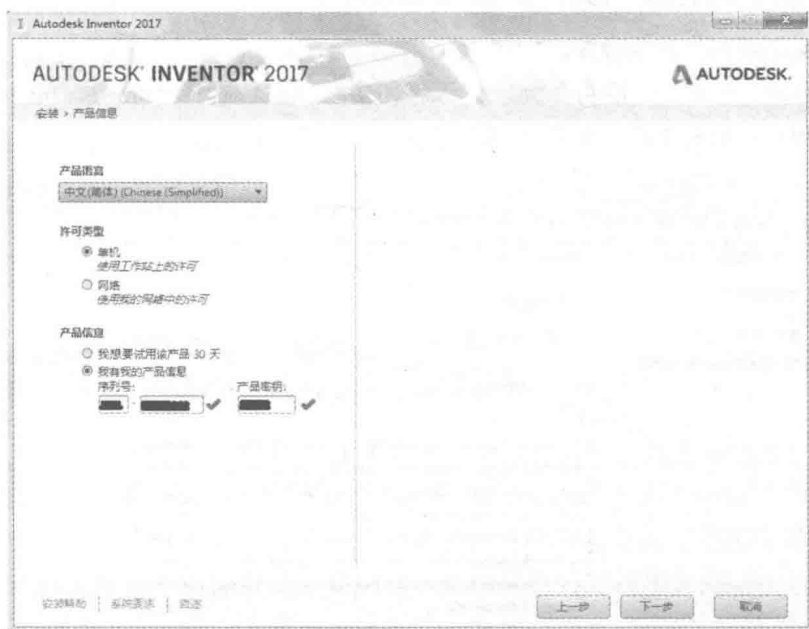 Autodesk Inventor 2017
AUTODESK® INVENTOR® 2017
AUTODESK.
安装 > 产品信息
产品语言
中文(简体) (Chinese (Simplified))
许可类型
单机
使用工作站上的许可
网络
使用我的网络中的许可
产品信息
我想要试用该产品 30 天
我有我的产品信息
序列号:
产品密钥:
-
安装帮助 | 系统要求 | 自述
上一步
下一步
取消